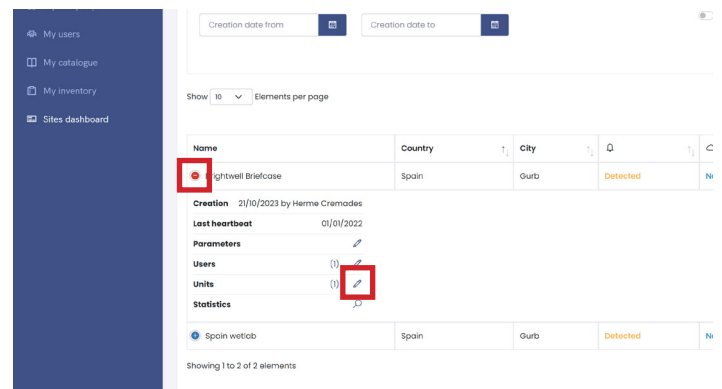 My users
My catalogue
My inventory
Sites dashboard
Creation date from
Creation date to
Show 10 Elements per page
Name Country City
Brightwell Briefcase Spain Gurb Detected
Creation 21/10/2023 by Herme Cremades
Last heartbeat 01/01/2022
Parameters
Users (1)
Units (1)
Statistics
Spain wetlab Spain Gurb Detected
Showing 1 to 2 of 2 elements